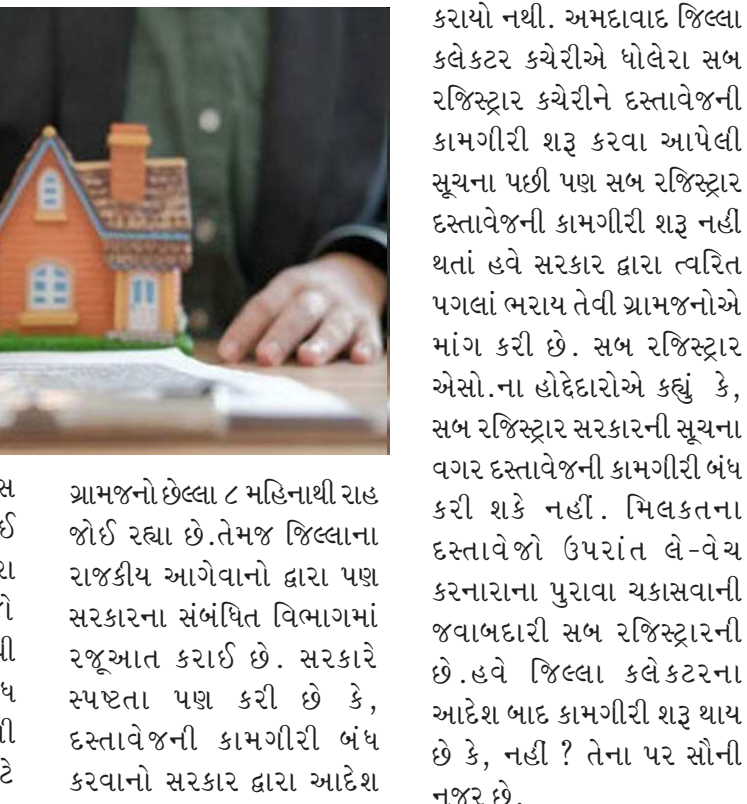 સ
ઈ
રા
ધ
ટે
ગ્રામજનો છેલ્લા ૮ મહિનાથી રાહ
જોઈ રહ્યા છે.તેમજ જિલ્લાના
રાજકીય આગેવાનો દ્વારા પણ
સરકારના સંબંધિત વિભાગમાં
રજૂઆત કરાઈ છે. સરકારે
સ્પષ્ટતા પણ કરી છે કે,
દસ્તાવેજની કામગીરી બંધ
કરવાનો સરકાર દ્વારા આદેશ
કરાયો નથી. અમદાવાદ જિલ્લા
કલેકટર કચેરીએ ધોલેરા સબ
રજિસ્ટ્રાર કચેરીને દસ્તાવેજની
કામગીરી શરૂ કરવા આપેલી
સૂચના પછી પણ સબ રજિસ્ટ્રાર
દસ્તાવેજની કામગીરી શરૂ નહીં
થતાં હવે સરકાર દ્વારા ત્વરિત
પગલાં ભરાય તેવી ગ્રામજનોએ
માંગ કરી છે. સબ રજિસ્ટ્રાર
એસો.ના હોદ્દેદારોએ કહ્યું કે,
સબ રજિસ્ટ્રાર સરકારની સૂચના
વગર દસ્તાવેજની કામગીરી બંધ
કરી શકે નહીં. મિલકતના
દસ્તાવેજો ઉપરાંત લે-વેચ
કરનારાના પુરાવા ચકાસવાની
જવાબદારી સબ રજિસ્ટ્રારની
છે.હવે જિલ્લા કલેકટરના
આદેશ બાદ કામગીરી શરૂ થાય
છે કે, નહીં ? તેના પર સૌની
નજર છે.